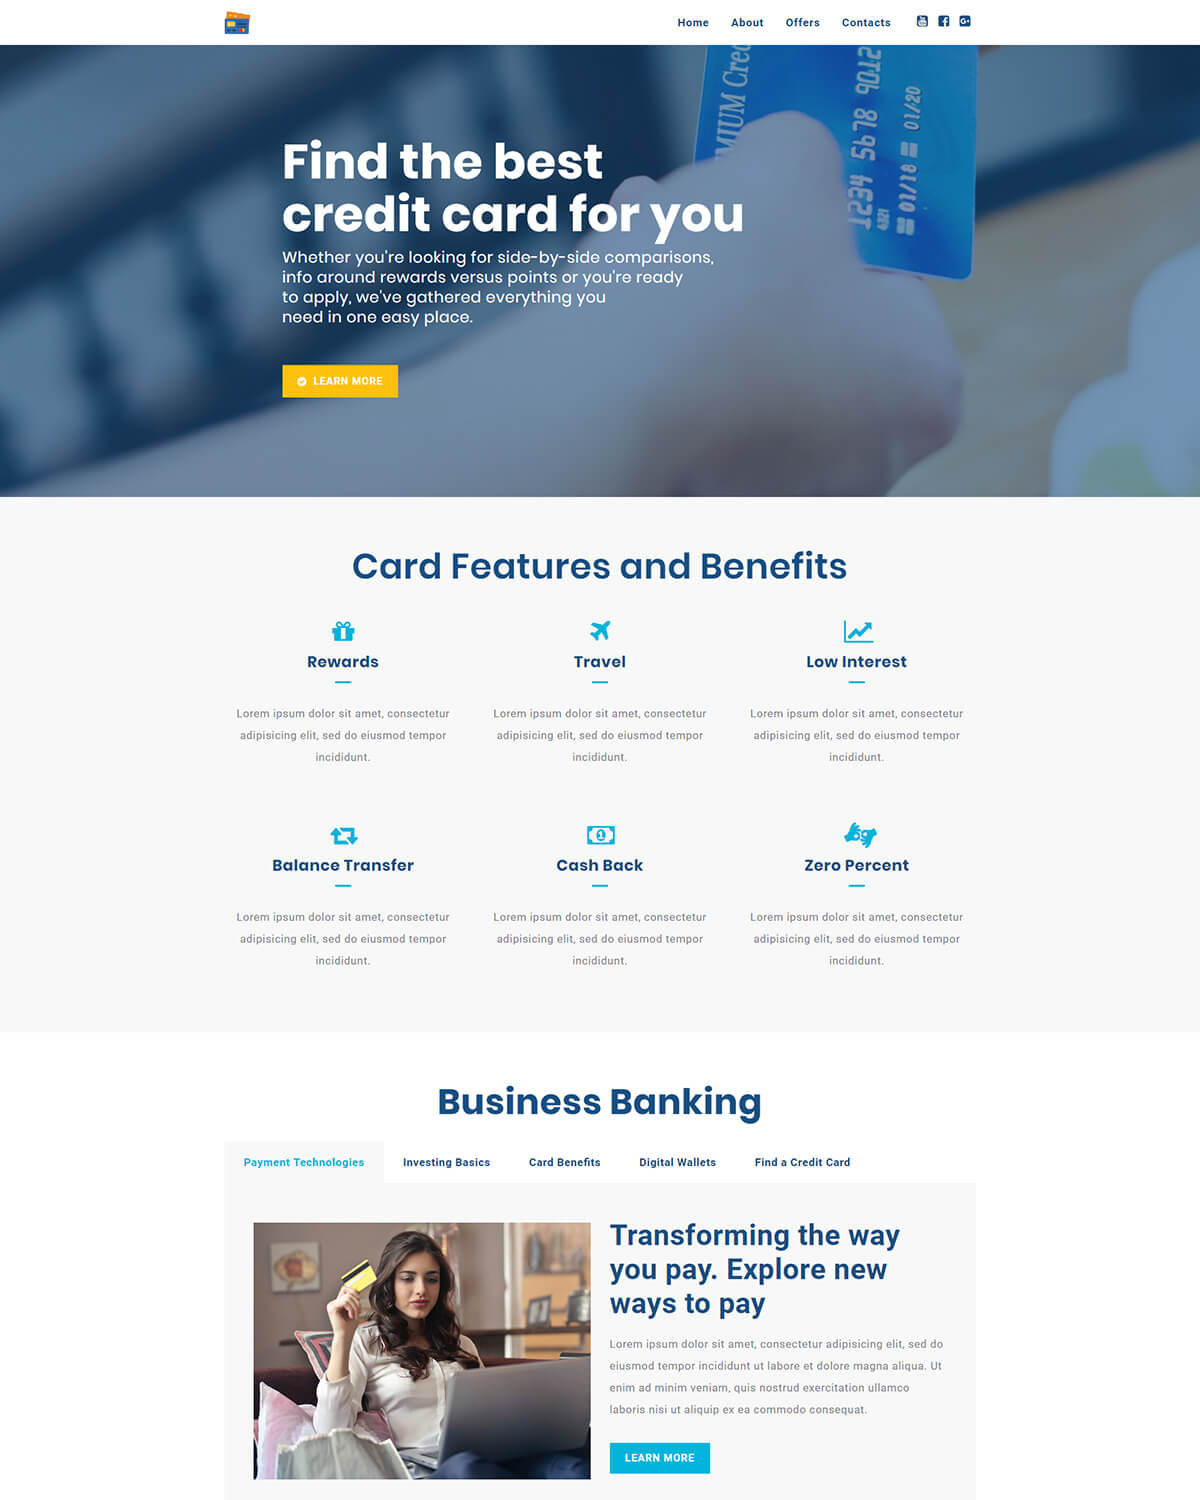 Home About Offers Contacts
MIUM Cred
1234 5678 9012
4321
01/18 01/20
Find the best
credit card for you
Whether you're looking for side-by-side comparisons,
info around rewards versus points or you're ready
to apply, we've gathered everything you
need in one easy place.
LEARN MORE
Card Features and Benefits
Rewards
Lorem ipsum dolor sit amet, consectetur
adipisicing elit, sed do eiusmod tempor
incididunt.
Travel
Lorem ipsum dolor sit amet, consectetur
adipisicing elit, sed do eiusmod tempor
incididunt.
Low Interest
Lorem ipsum dolor sit amet, consectetur
adipisicing elit, sed do eiusmod tempor
incididunt.
Balance Transfer
Lorem ipsum dolor sit amet, consectetur
adipisicing elit, sed do eiusmod tempor
incididunt.
Cash Back
Lorem ipsum dolor sit amet, consectetur
adipisicing elit, sed do eiusmod tempor
incididunt.
Zero Percent
Lorem ipsum dolor sit amet, consectetur
adipisicing elit, sed do eiusmod tempor
incididunt.
Business Banking
Payment Technologies Investing Basics Card Benefits Digital Wallets Find a Credit Card
Transforming the way
you pay. Explore new
ways to pay
Lorem ipsum dolor sit amet, consectetur adipisicing elit, sed do
eiusmod tempor incididunt ut labore et dolore magna aliqua. Ut
enim ad minim veniam, quis nostrud exercitation ullamco
laboris nisi ut aliquip ex ea commodo consequat.
LEARN MORE